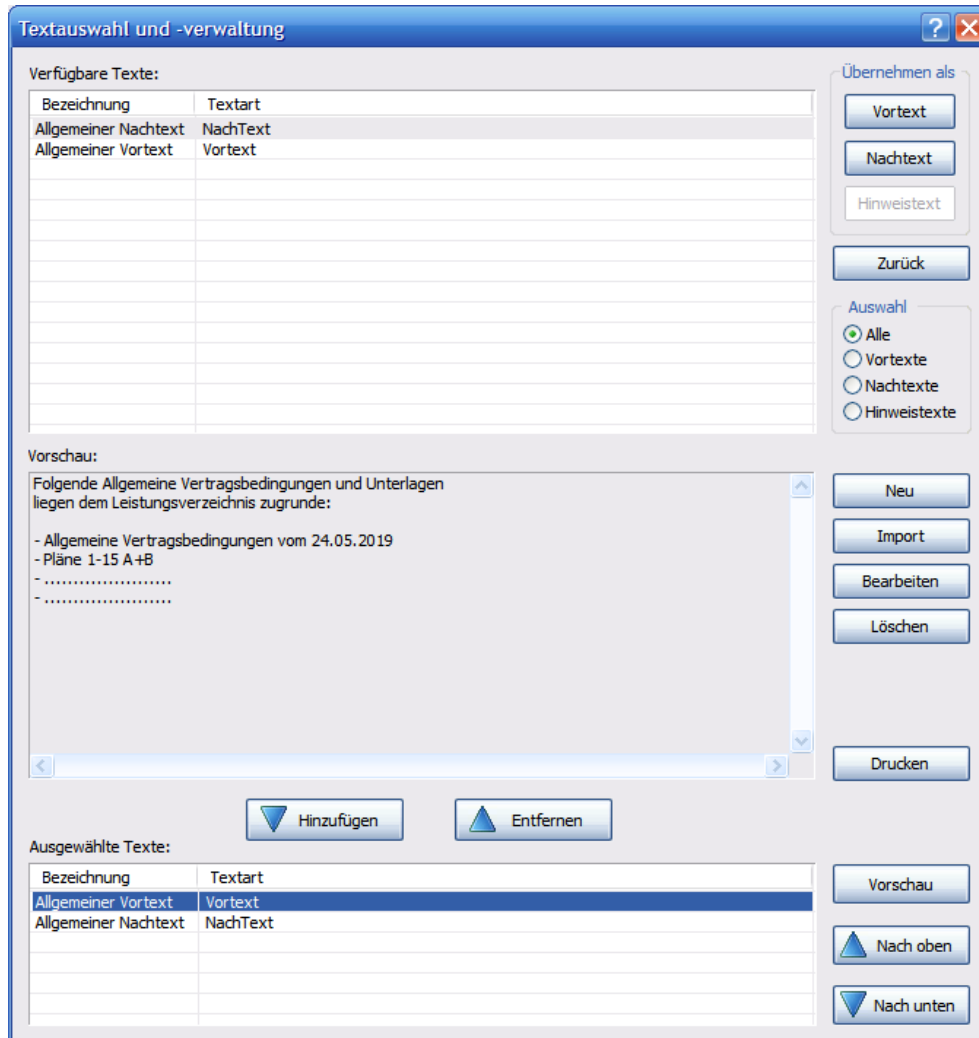 Textauswahl und -verwaltung
?
Verfügbare Texte:
Bezeichnung Textart
Allgemeiner Nachtext NachText
Allgemeiner Vortext Vortext
Übernehmen als
Vortext
Nachtext
Hinweistext
Zurück
Auswahl
Alle
Vortexte
Nachtexte
Hinweistexte
Vorschau:
Folgende Allgemeine Vertragsbedingungen und Unterlagen
liegen dem Leistungsverzeichnis zugrunde:
- Allgemeine Vertragsbedingungen vom 24.05.2019
- Pläne 1-15 A+B
- ......................
- ......................
Neu
Import
Bearbeiten
Löschen
Drucken
Hinzufügen
Entfernen
Ausgewählte Texte:
Bezeichnung Textart
Allgemeiner Vortext Vortext
Allgemeiner Nachtext NachText
Vorschau
Nach oben
Nach unten